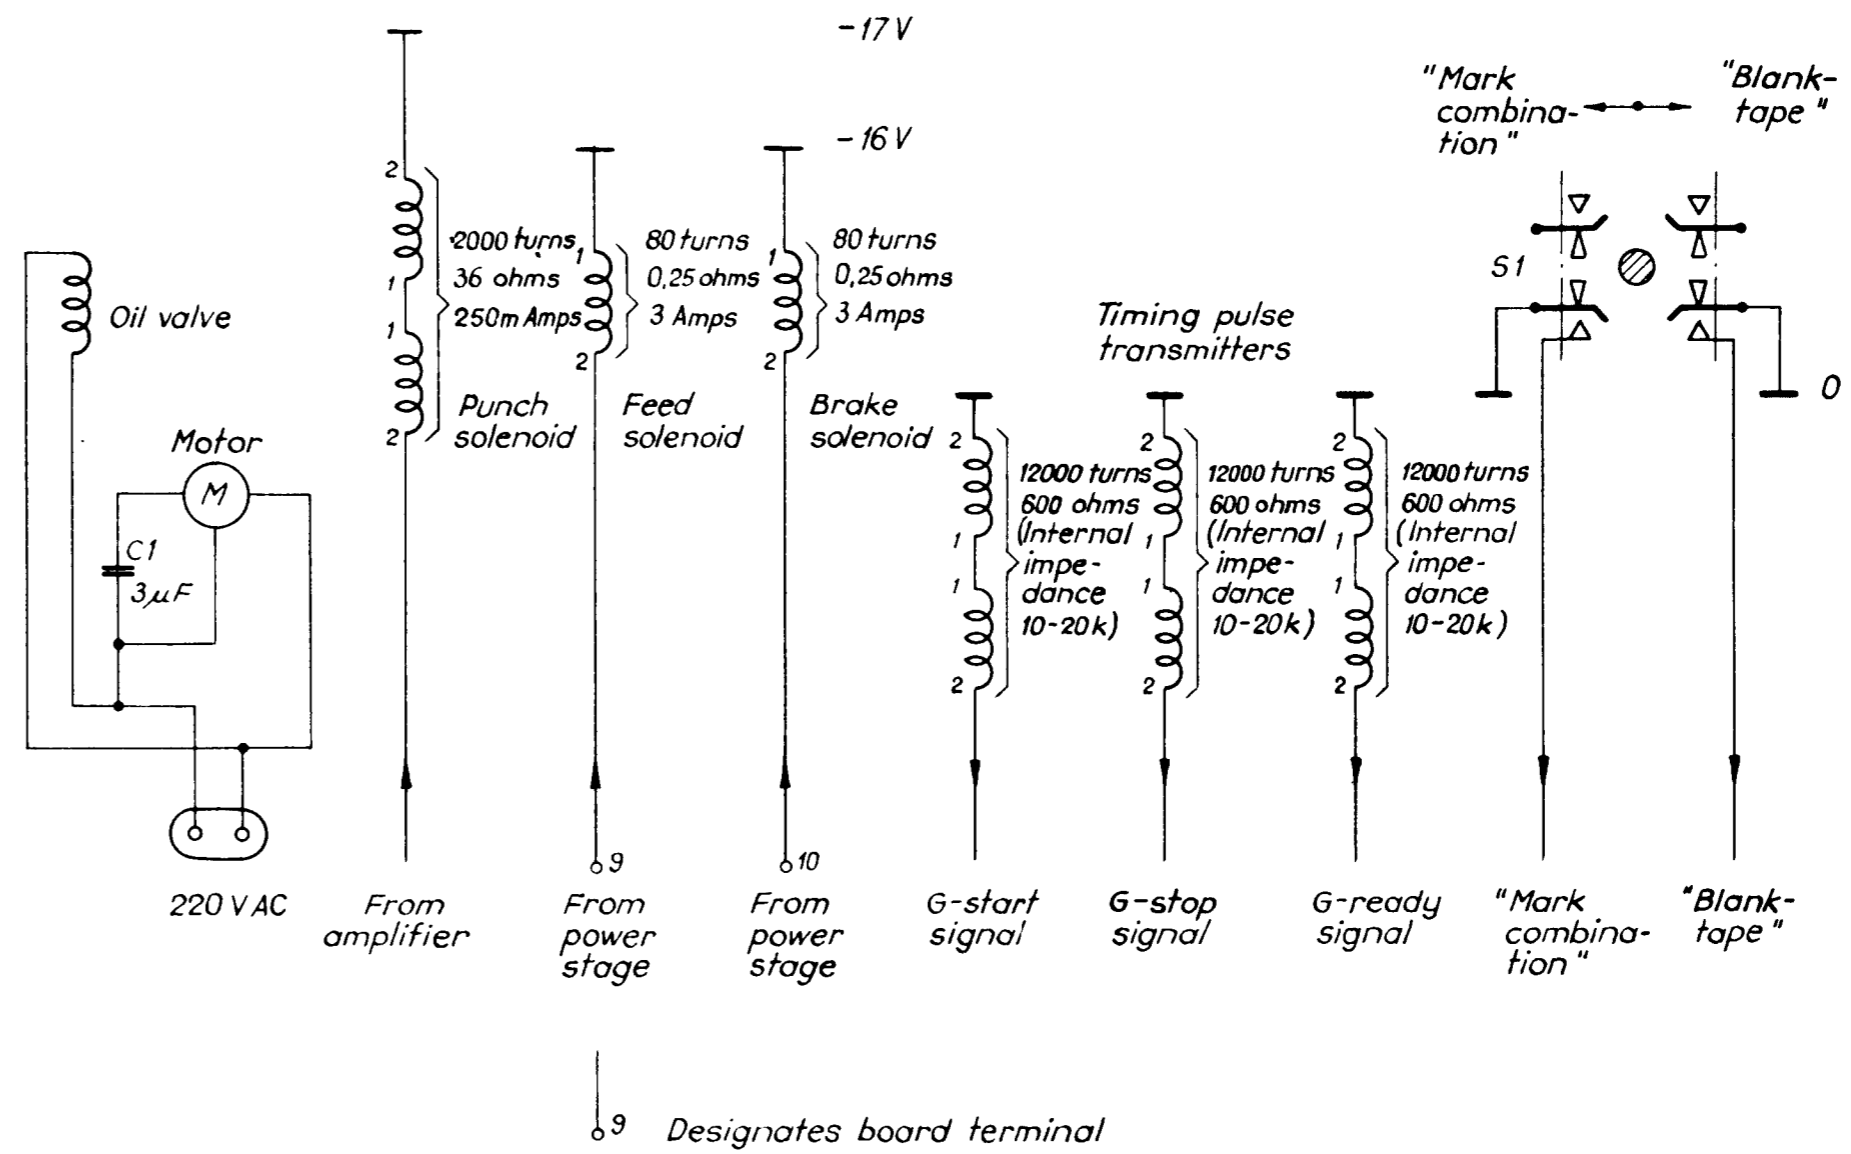 -17 V
-16 V
"Mark
combina-
tion"
"Blank-
tape"
2
1
1
2
2000 turns
36 ohms
250m Amps
Punch
solenoid
1
2
80 turns
0,25 ohms
3 Amps
Feed
solenoid
1
2
80 turns
0,25 ohms
3 Amps
Brake
solenoid
Oil valve
Motor
M
C1
3μF
S1
0
Timing pulse
transmitters
2
1
1
2
12000 turns
600 ohms
(Internal
impe-
dance
10-20k)
2
1
1
2
12000 turns
600 ohms
(Internal
impe-
dance
10-20k)
2
1
1
2
12000 turns
600 ohms
(Internal
impe-
dance
10-20k)
9
10
220 V AC
From
amplifier
From
power
stage
From
power
stage
G-start
signal
G-stop
signal
G-ready
signal
"Mark
combina-
tion"
"Blank-
tape"
9
Designates board terminal